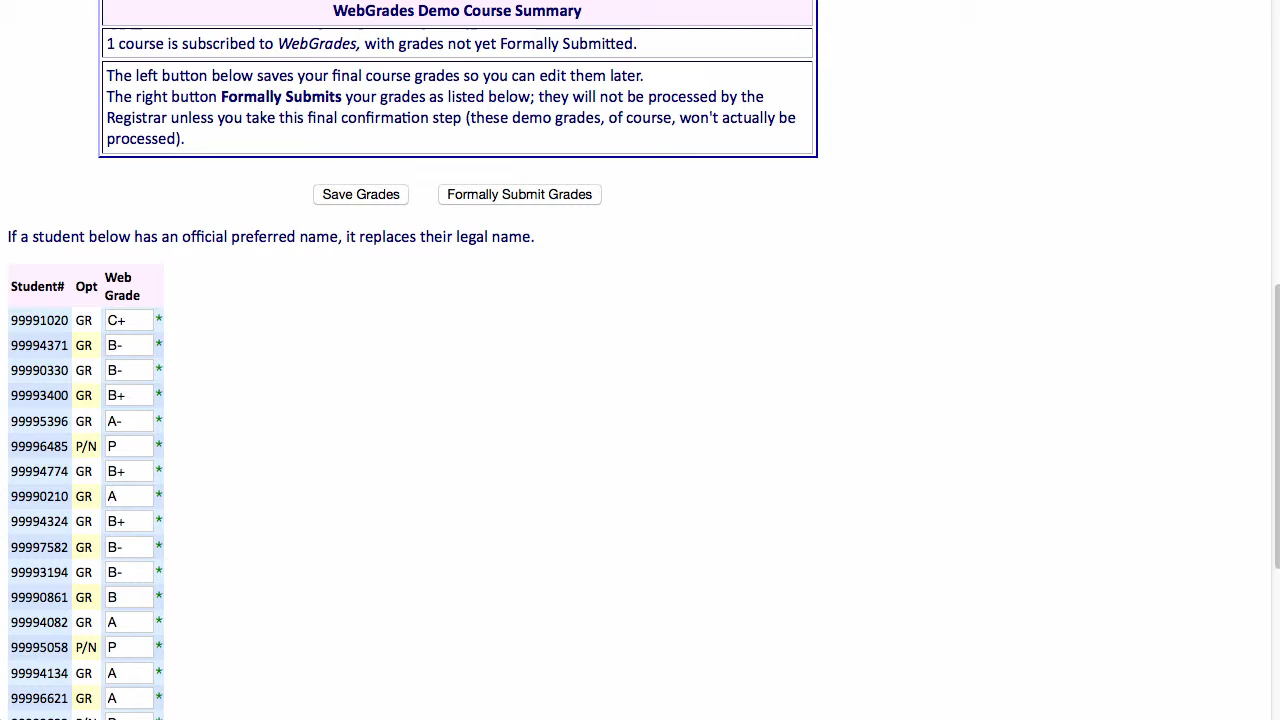 WebGrades Demo Course Summary
1 course is subscribed to WebGrades, with grades not yet Formally Submitted.
The left button below saves your final course grades so you can edit them later.
The right button Formally Submits your grades as listed below; they will not be processed by the
Registrar unless you take this final confirmation step (these demo grades, of course, won't actually be
processed).
Save Grades Formally Submit Grades
If a student below has an official preferred name, it replaces their legal name.
Student# Opt Web Grade
99991020 GR C+ *
99994371 GR B- *
99990330 GR B- *
99993400 GR B+ *
99995396 GR A- *
99996485 P/N P *
99994774 GR B+ *
99990210 GR A *
99994324 GR B+ *
99997582 GR B- *
99993194 GR B- *
99990861 GR B *
99994082 GR A *
99995058 P/N P *
99994134 GR A *
99996621 GR A *